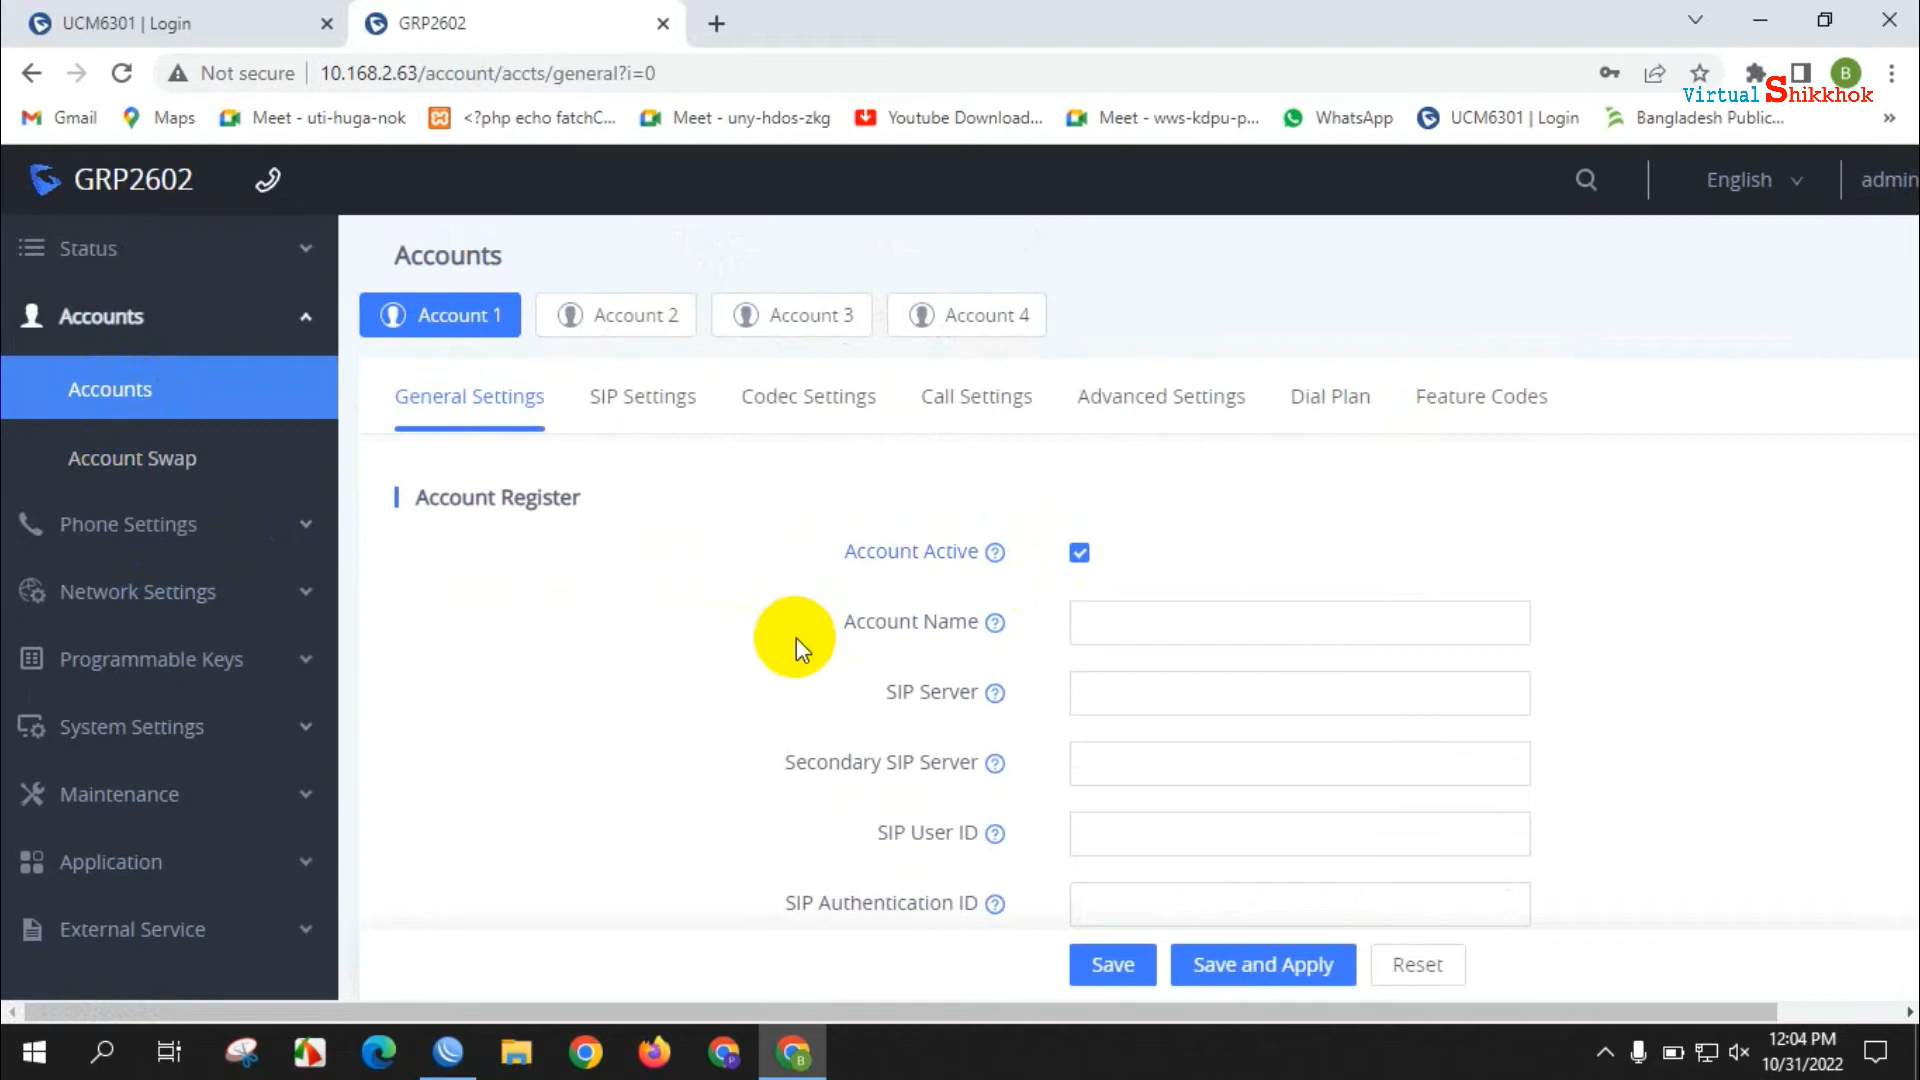 UCM6301 | Login
GRP2602
Not secure
10.168.2.63/account/accts/general?i=0
B
Virtual Shikkhok
Gmail
Maps
Meet - uti-huga-nok
<?php echo fatchC...
Meet - uny-hdos-zkg
Youtube Download...
Meet - wws-kdpu-p...
WhatsApp
UCM6301 | Login
Bangladesh Public...
»
GRP2602
English
admin
Status
Accounts
Accounts
Account Swap
Phone Settings
Network Settings
Programmable Keys
System Settings
Maintenance
Application
External Service
Accounts
Account 1
Account 2
Account 3
Account 4
General Settings
SIP Settings
Codec Settings
Call Settings
Advanced Settings
Dial Plan
Feature Codes
Account Register
Account Active
Account Name
SIP Server
Secondary SIP Server
SIP User ID
SIP Authentication ID
Save
Save and Apply
Reset
12:04 PM
10/31/2022